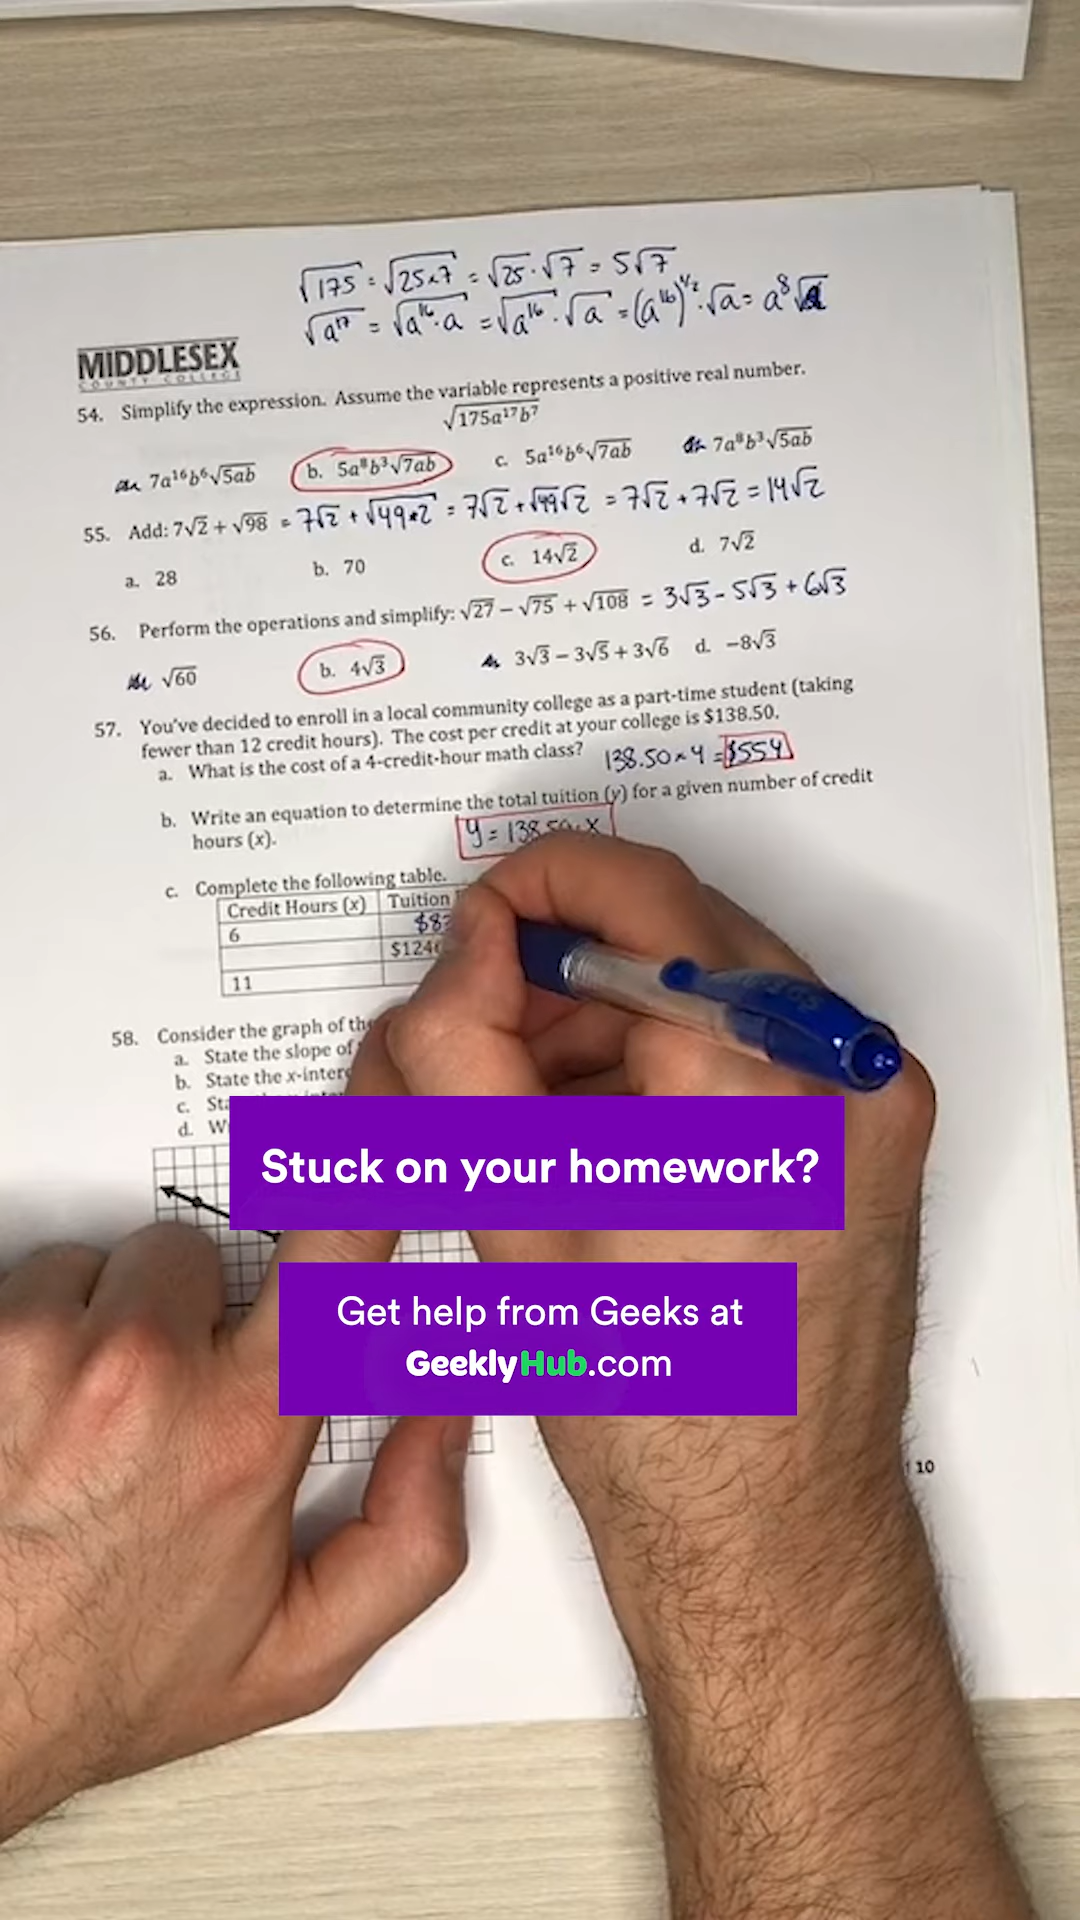 √175 = √25×7 = √25 · √7 = 5√7
√a¹⁷ = √a¹⁶·a = √a¹⁶ · √a = (a¹⁶)^½ · √a = a⁸√a
MIDDLESEX
COUNTY COLLEGE
54. Simplify the expression. Assume the variable represents a positive real number.
√175a¹⁷b⁷
7a¹⁶b⁶√5ab b. 5a⁸b³√7ab c. 5a¹⁶b⁶√7ab 7a⁸b³√5ab
55. Add: 7√2 + √98 = 7√2 + √49*2 = 7√2 + √49√2 = 7√2 + 7√2 = 14√2
a. 28 b. 70 c. 14√2 d. 7√2
56. Perform the operations and simplify: √27 − √75 + √108 = 3√3 - 5√3 + 6√3
√60 b. 4√3 3√3 − 3√5 + 3√6 d. −8√3
57. You've decided to enroll in a local community college as a part-time student (taking
fewer than 12 credit hours). The cost per credit at your college is $138.50.
a. What is the cost of a 4-credit-hour math class? 138.50×4 = $554
b. Write an equation to determine the total tuition (y) for a given number of credit
hours (x). y = 138.50·x
c. Complete the following table.
Credit Hours (x) Tuition
6 $83
$124
11
58. Consider the graph of the
a. State the slope of
b. State the x-interc
c. Sta
d. W
Stuck on your homework?
Get help from Geeks at
GeeklyHub.com
10